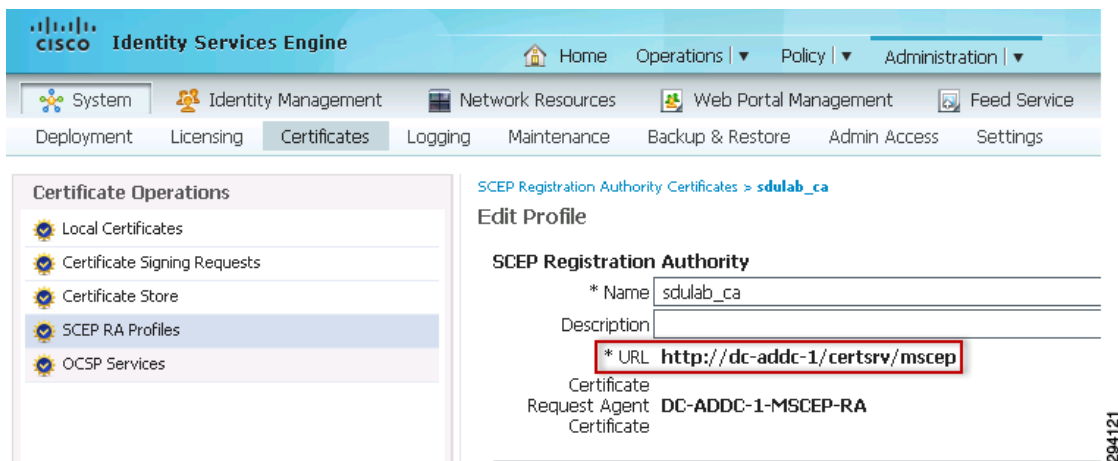 CISCO Identity Services Engine
Home Operations | ▼ Policy | ▼ Administration | ▼
System Identity Management Network Resources Web Portal Management Feed Service
Deployment Licensing Certificates Logging Maintenance Backup & Restore Admin Access Settings
Certificate Operations
Local Certificates
Certificate Signing Requests
Certificate Store
SCEP RA Profiles
OCSP Services
SCEP Registration Authority Certificates > sdulab_ca
Edit Profile
SCEP Registration Authority
* Name sdulab_ca
Description
* URL http://dc-addc-1/certsrv/mscep
Certificate
Request Agent DC-ADDC-1-MSCEP-RA
Certificate
294121